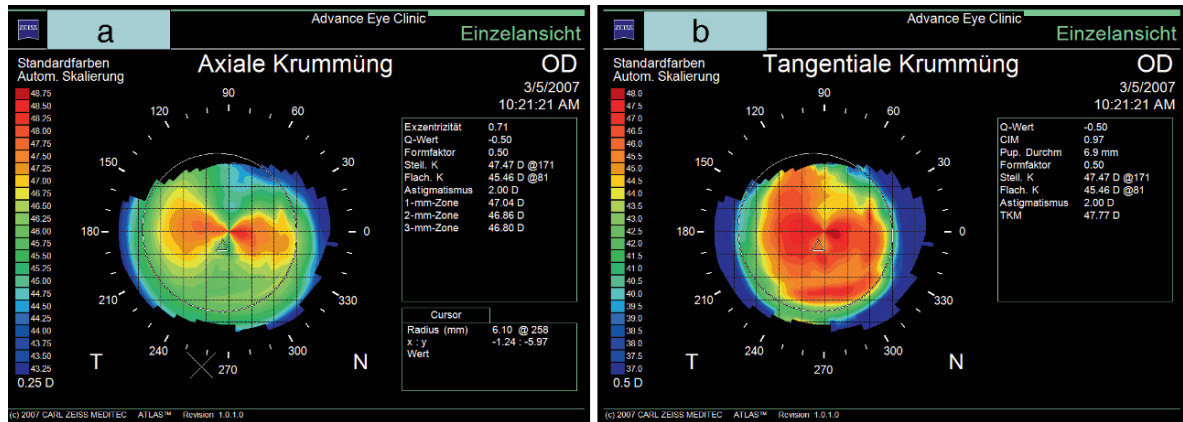 ZEISS
a
Advance Eye Clinic
Einzelansicht
Standardfarben
Autom. Skalierung
Axiale Krummüng
OD
3/5/2007
10:21:21 AM
48.75
48.50
48.25
48.00
47.75
47.50
47.25
47.00
46.75
46.50
46.25
46.00
45.75
45.50
45.25
45.00
44.75
44.50
44.25
44.00
43.75
43.50
43.25
0.25 D
90
120
60
150
30
180
0
210
330
240
300
270
T
N
Exzentrizität 0.71
Q-Wert -0.50
Formfaktor 0.50
Steil. K 47.47 D @171
Flach. K 45.46 D @81
Astigmatismus 2.00 D
1-mm-Zone 47.04 D
2-mm-Zone 46.86 D
3-mm-Zone 46.80 D
Cursor
Radius (mm) 6.10 @ 258
x : y -1.24 : -5.97
Wert
(c) 2007 CARL ZEISS MEDITEC ATLAS™ Revision 1.0.1.0
ZEISS
b
Advance Eye Clinic
Einzelansicht
Standardfarben
Autom. Skalierung
Tangentiale Krummüng
OD
3/5/2007
10:21:21 AM
48.0
47.5
47.0
46.5
46.0
45.5
45.0
44.5
44.0
43.5
43.0
42.5
42.0
41.5
41.0
40.5
40.0
39.5
39.0
38.5
38.0
37.5
37.0
0.5 D
90
120
60
150
30
180
0
210
330
240
300
270
T
N
Q-Wert -0.50
CIM 0.97
Pup. Durchm 6.9 mm
Formfaktor 0.50
Steil. K 47.47 D @171
Flach. K 45.46 D @81
Astigmatismus 2.00 D
TKM 47.77 D
(c) 2007 CARL ZEISS MEDITEC ATLAS™ Revision 1.0.1.0